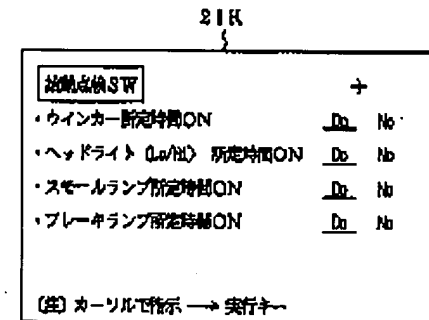 21K
始動点検SW +
・ウインカー所定時間ON Do No
・ヘッドライト (Lo/Hi) 所定時間ON Do No
・スモールランプ所定時間ON Do No
・ブレーキランプ所定時間ON Do No
(注) カーソルで指示 → 実行キー